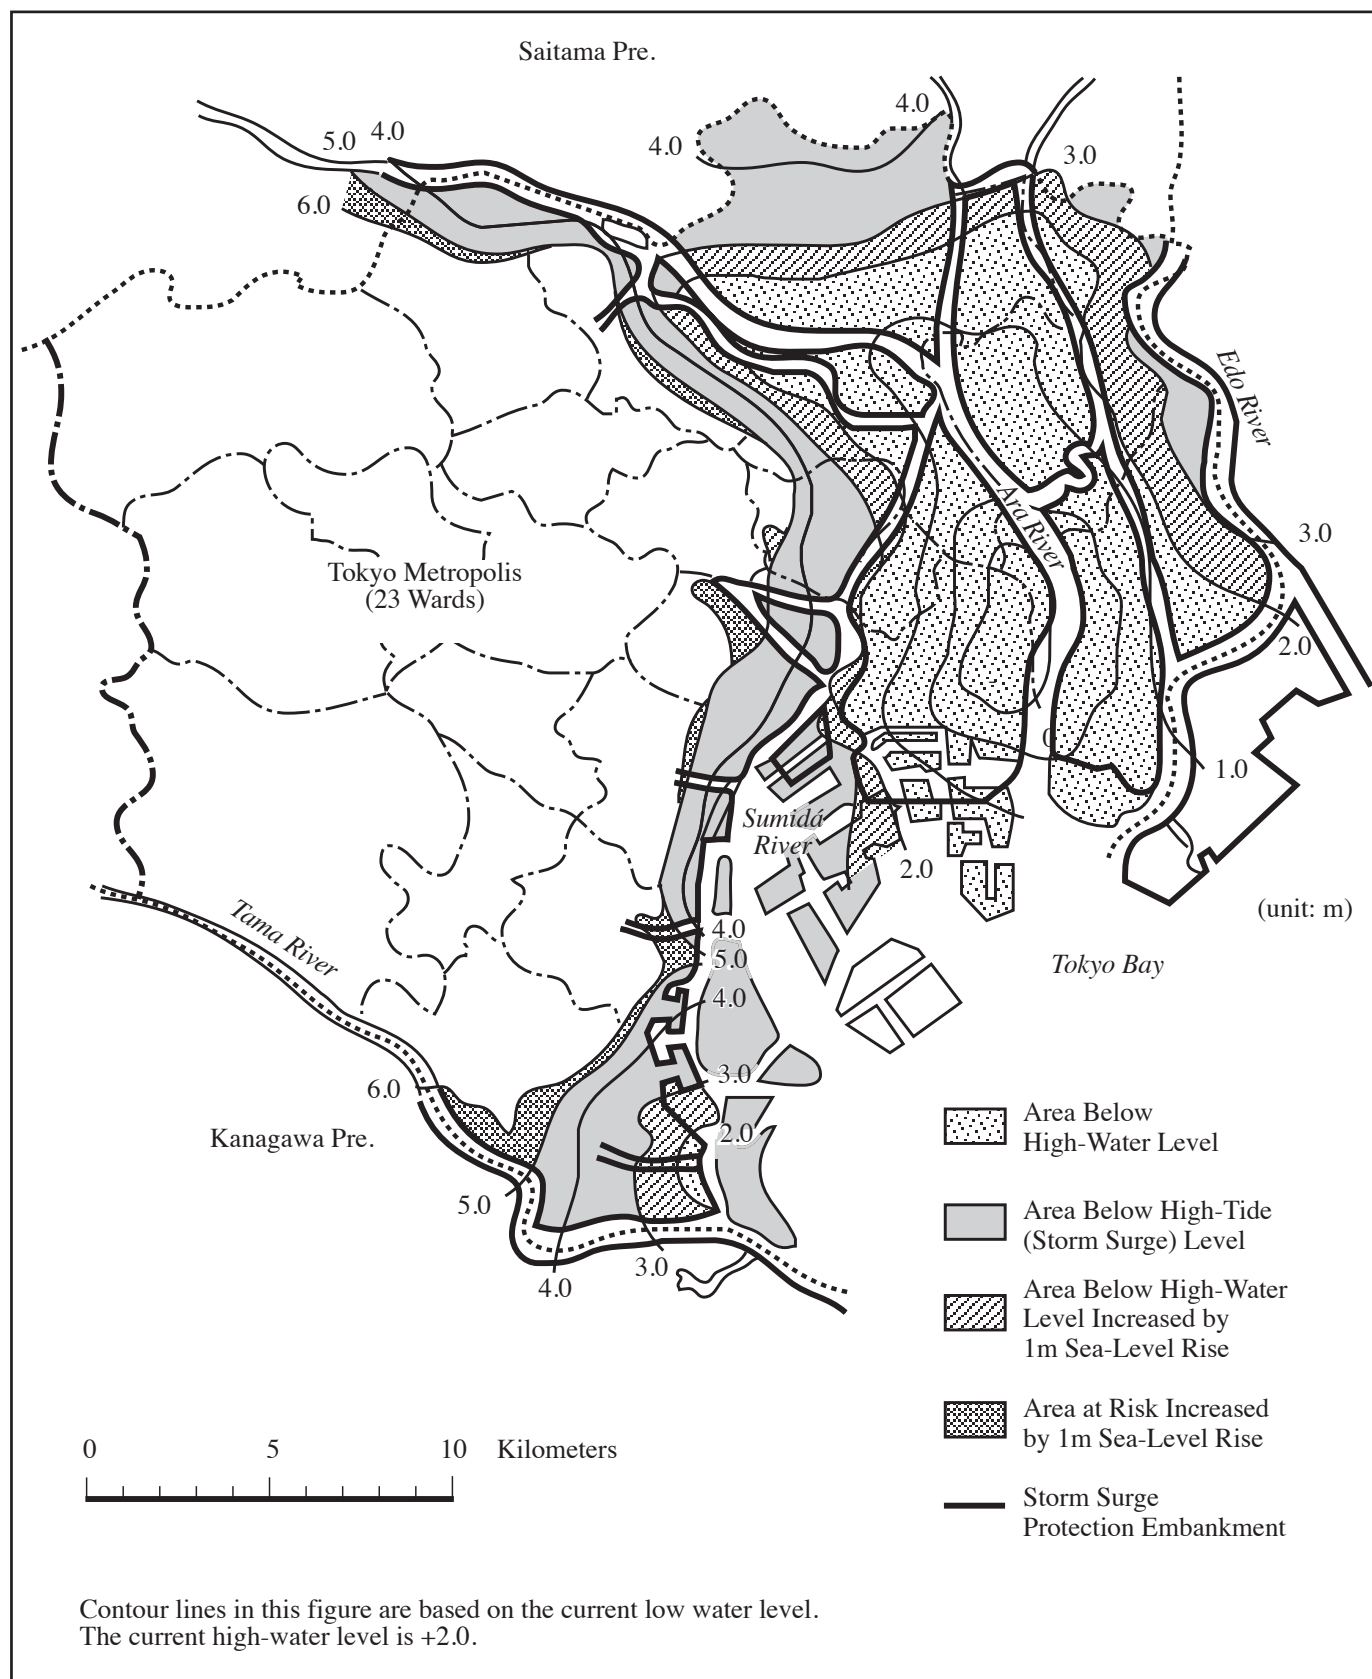 Saitama Pre.
4.0
5.0 4.0
4.0
3.0
6.0
Edo River
Ara River
3.0
Tokyo Metropolis
(23 Wards)
2.0
0
1.0
Sumida
River
2.0
Tama River
(unit: m)
4.0
5.0
Tokyo Bay
4.0
3.0
6.0
Kanagawa Pre.
2.0
5.0
3.0
4.0
Area Below
High-Water Level
Area Below High-Tide
(Storm Surge) Level
Area Below High-Water
Level Increased by
1m Sea-Level Rise
Area at Risk Increased
by 1m Sea-Level Rise
Storm Surge
Protection Embankment
0 5 10 Kilometers
Contour lines in this figure are based on the current low water level.
The current high-water level is +2.0.